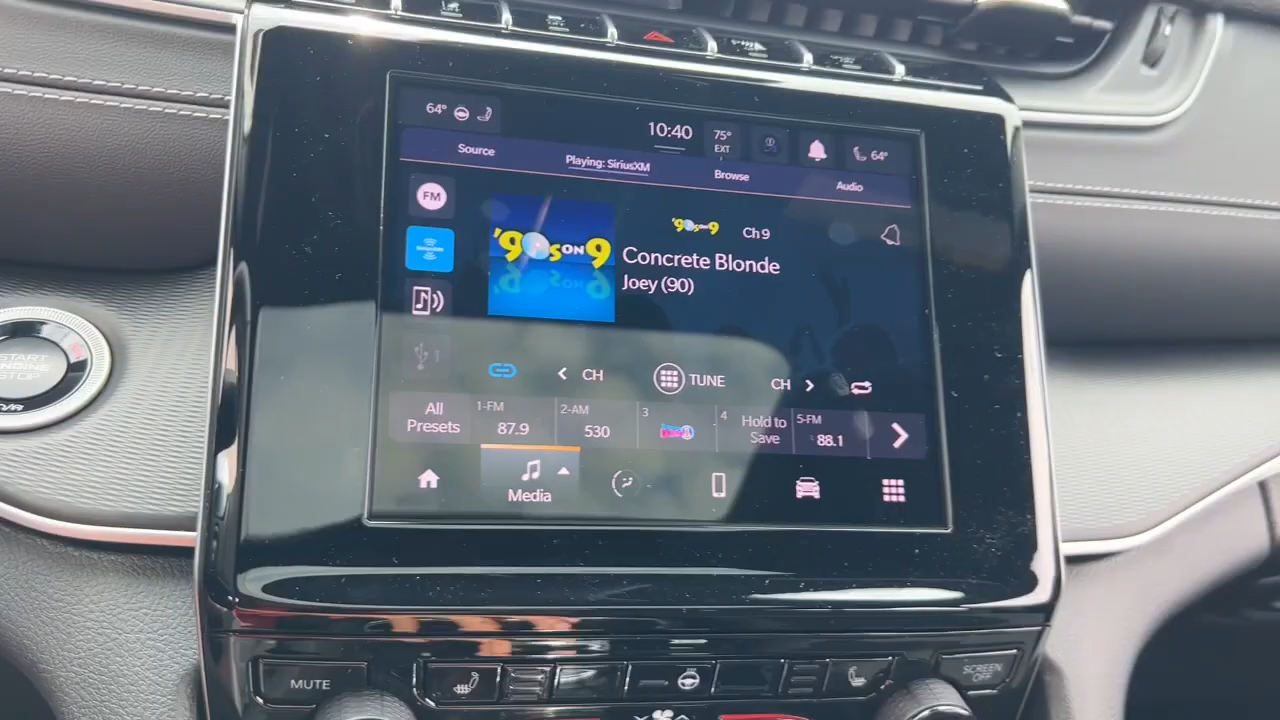 64°
10:40
75°
EXT
64°
Source
Playing: SiriusXM
Browse
Audio
FM
'90s ON 9
'90s on 9
Ch 9
Concrete Blonde
Joey (90)
1
CH
TUNE
CH
All
Presets
1-FM
87.9
2-AM
530
3
4
Hold to
Save
5-FM
88.1
Media
START
ENGINE
STOP
MUTE
SCREEN
OFF